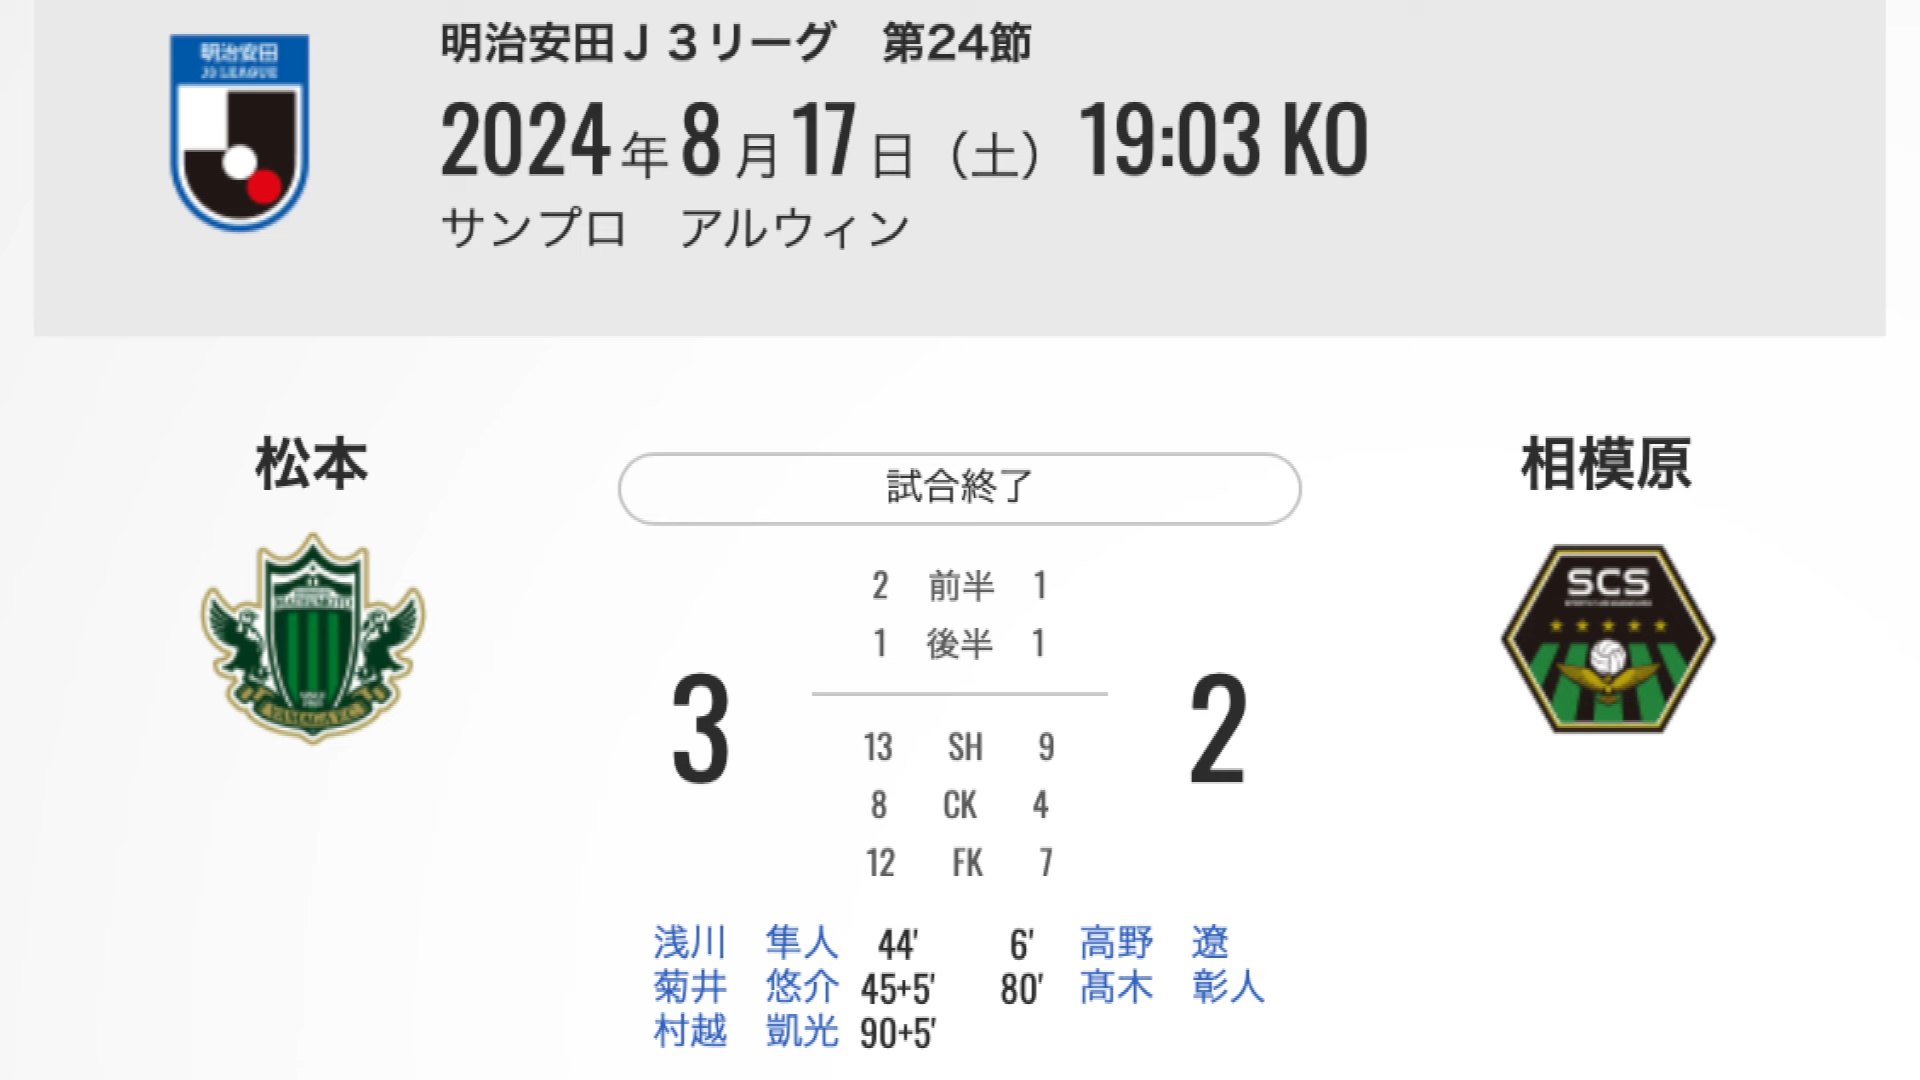 明治安田
J3 LEAGUE
明治安田Ｊ３リーグ　第24節
2024年8月17日（土） 19:03 KO
サンプロ　アルウィン
松本
試合終了
相模原
SCS
2 前半 1
1 後半 1
3
2
13 SH 9
8 CK 4
12 FK 7
YAMAGA F.C.
浅川　隼人 44' 6' 高野　遼
菊井　悠介 45+5' 80' 髙木　彰人
村越　凱光 90+5'